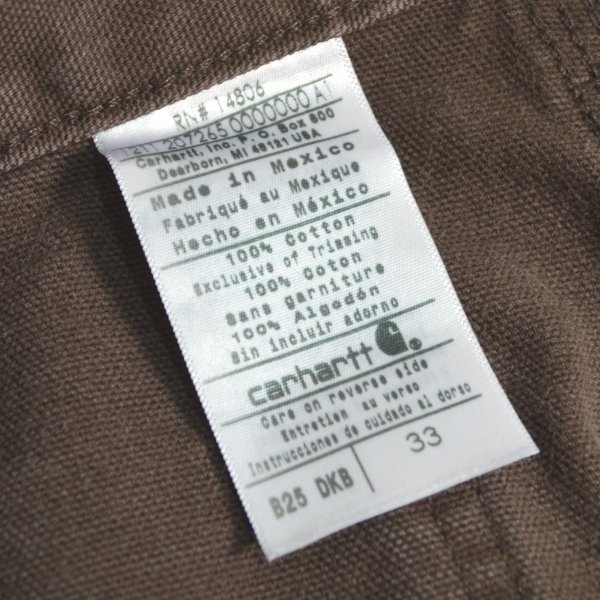 RN# 14806
1411 207265 0000000 A1
Carhartt, Inc. P.O. Box 600
Dearborn, MI 48121 USA
Made in Mexico
Fabriqué au Mexique
Hecho en México
100% Cotton
Exclusive of Trimming
100% Coton
Sans garniture
100% Algodón
Sin incluir adorno
carhartt
Care on reverse side
Entretien au verso
Instrucciones de cuidado al dorso
B25 DKB 33